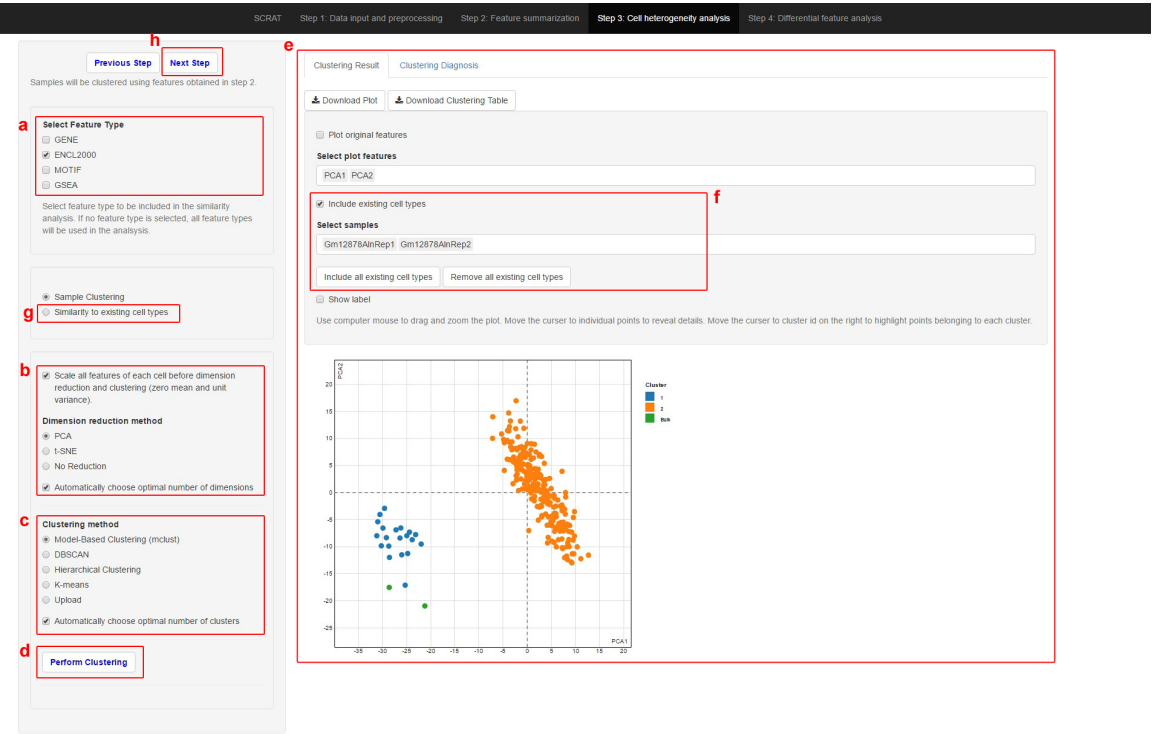 SCRAT Step 1: Data input and preprocessing Step 2: Feature summarization Step 3: Cell heterogeneity analysis Step 4: Differential feature analysis
h
Previous Step Next Step
Samples will be clustered using features obtained in step 2.
a
Select Feature Type
GENE
ENCL2000
MOTIF
GSEA
Select feature type to be included in the similarity
analysis. If no feature type is selected, all feature types
will be used in the analsysis.
Sample Clustering
g
Similarity to existing cell types
b
Scale all features of each cell before dimension
reduction and clustering (zero mean and unit
variance).
Dimension reduction method
PCA
t-SNE
No Reduction
Automatically choose optimal number of dimensions
c
Clustering method
Model-Based Clustering (mclust)
DBSCAN
Hierarchical Clustering
K-means
Upload
Automatically choose optimal number of clusters
d
Perform Clustering
e
Clustering Result Clustering Diagnosis
Download Plot Download Clustering Table
Plot original features
Select plot features
PCA1 PCA2
f
Include existing cell types
Select samples
Gm12878AlnRep1 Gm12878AlnRep2
Include all existing cell types Remove all existing cell types
Show label
Use computer mouse to drag and zoom the plot. Move the curser to individual points to reveal details. Move the curser to cluster id on the right to highlight points belonging to each cluster.
PCA2
20
15
10
5
0
-5
-10
-15
-20
-25
PCA1
-35 -30 -25 -20 -15 -10 -5 0 5 10 15 20
Cluster
1
2
Bulk